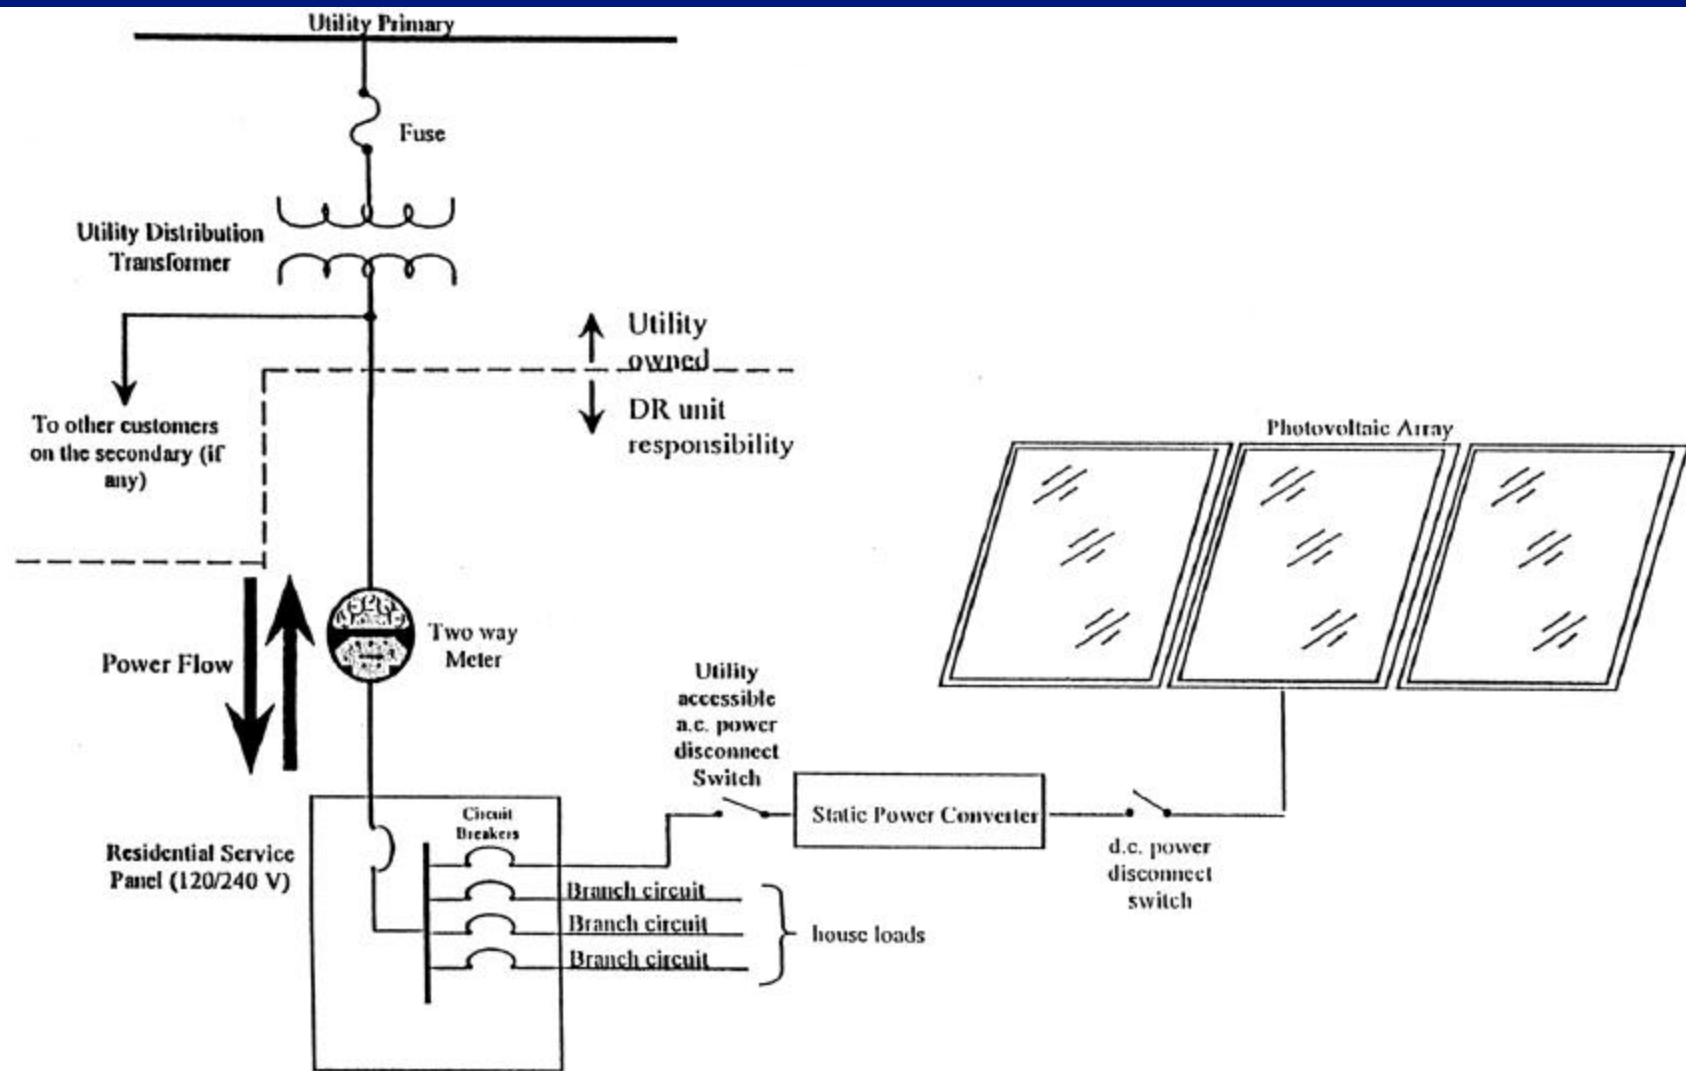 Utility Primary
Fuse
Utility Distribution
Transformer
Utility
owned
DR unit
responsibility
To other customers
on the secondary (if
any)
Photovoltaic Array
Two way
Meter
Power Flow
Utility
accessible
a.c. power
disconnect
Switch
Static Power Converter
d.c. power
disconnect
switch
Circuit
Breakers
Residential Service
Panel (120/240 V)
Branch circuit
Branch circuit
Branch circuit
house loads